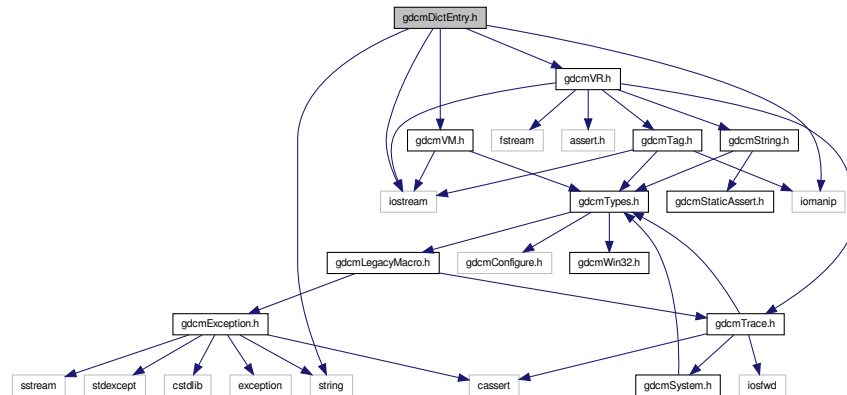 gdcmDictEntry.h
gdcmVR.h
gdcmVM.h
fstream
assert.h
gdcmTag.h
gdcmString.h
iostream
gdcmTypes.h
gdcmStaticAssert.h
iomanip
gdcmLegacyMacro.h
gdcmConfigure.h
gdcmWin32.h
gdcmException.h
gdcmTrace.h
sstream
stdexcept
cstdlib
exception
string
cassert
gdcmSystem.h
iosfwd